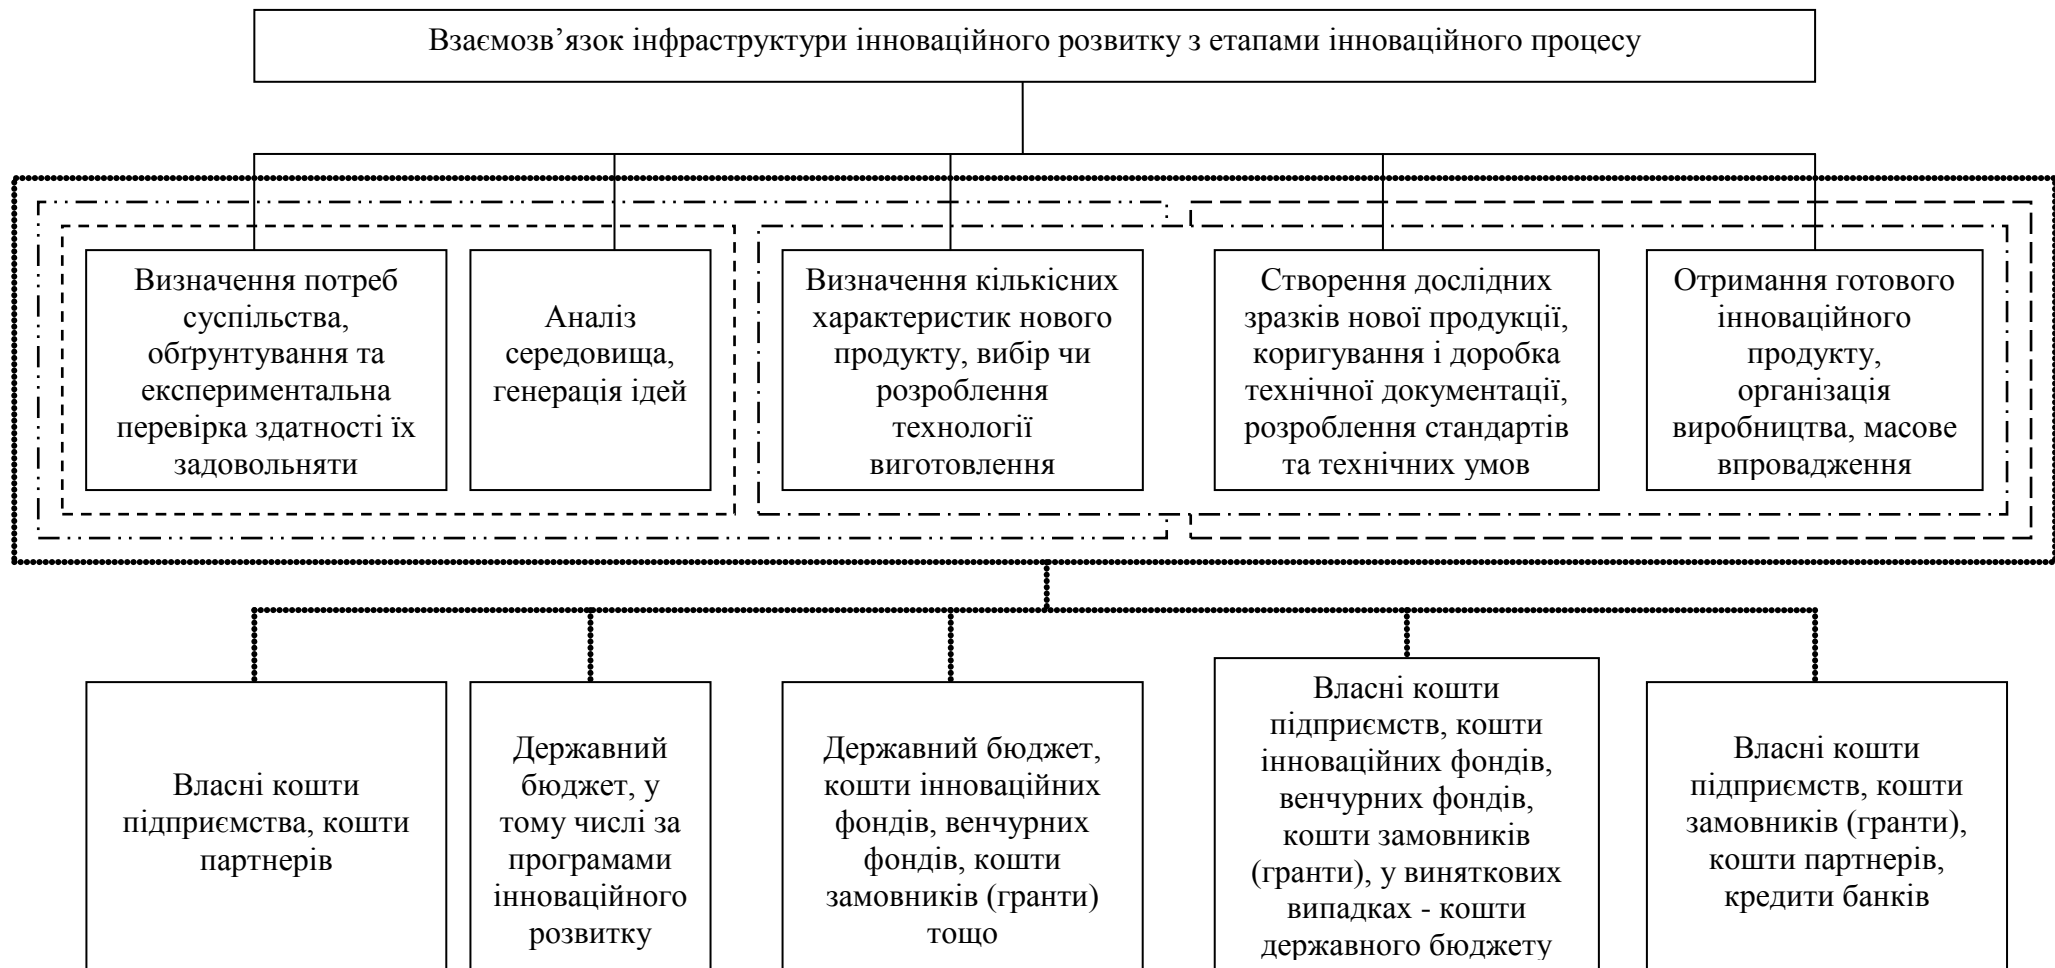 Взаємозв’язок інфраструктури інноваційного розвитку з етапами інноваційного процесу
Визначення потреб
суспільства,
обґрунтування та
експериментальна
перевірка здатності їх
задовольняти
Аналіз
середовища,
генерація ідей
Визначення кількісних
характеристик нового
продукту, вибір чи
розроблення
технології
виготовлення
Створення дослідних
зразків нової продукції,
коригування і доробка
технічної документації,
розроблення стандартів
та технічних умов
Отримання готового
інноваційного
продукту,
організація
виробництва, масове
впровадження
Власні кошти
підприємства, кошти
партнерів
Державний
бюджет, у
тому числі за
програмами
інноваційного
розвитку
Державний бюджет,
кошти інноваційних
фондів, венчурних
фондів, кошти
замовників (гранти)
тощо
Власні кошти
підприємств, кошти
інноваційних фондів,
венчурних фондів,
кошти замовників
(гранти), у виняткових
випадках - кошти
державного бюджету
Власні кошти
підприємств, кошти
замовників (гранти),
кошти партнерів,
кредити банків